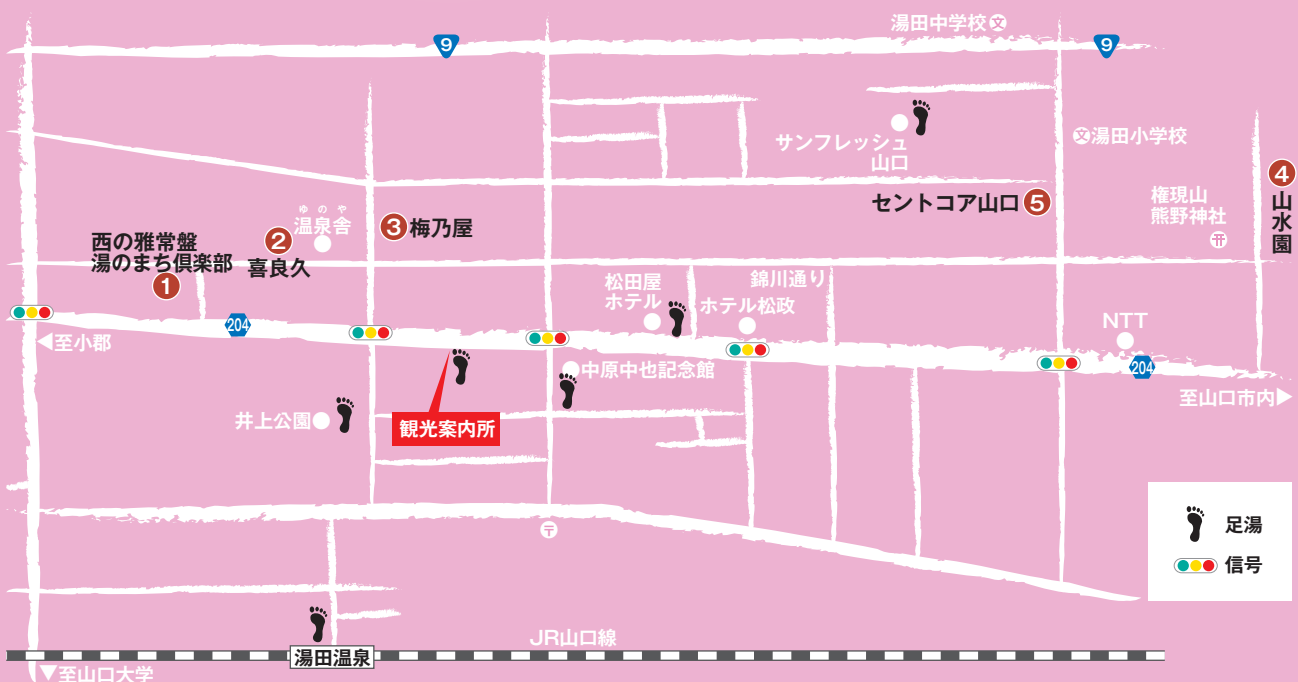 湯田中学校
文
9
9
サンフレッシュ
山口
文
湯田小学校
4
山水園
権現山
熊野神社
セントコア山口
5
ゆのや
温泉舎
3
梅乃屋
2
喜良久
西の雅常盤
湯のまち倶楽部
1
松田屋
ホテル
錦川通り
ホテル松政
204
NTT
204
◀至小郡
中原中也記念館
至山口市内▶
井上公園
観光案内所
〒
足湯
信号
JR山口線
湯田温泉
▼至山口大学